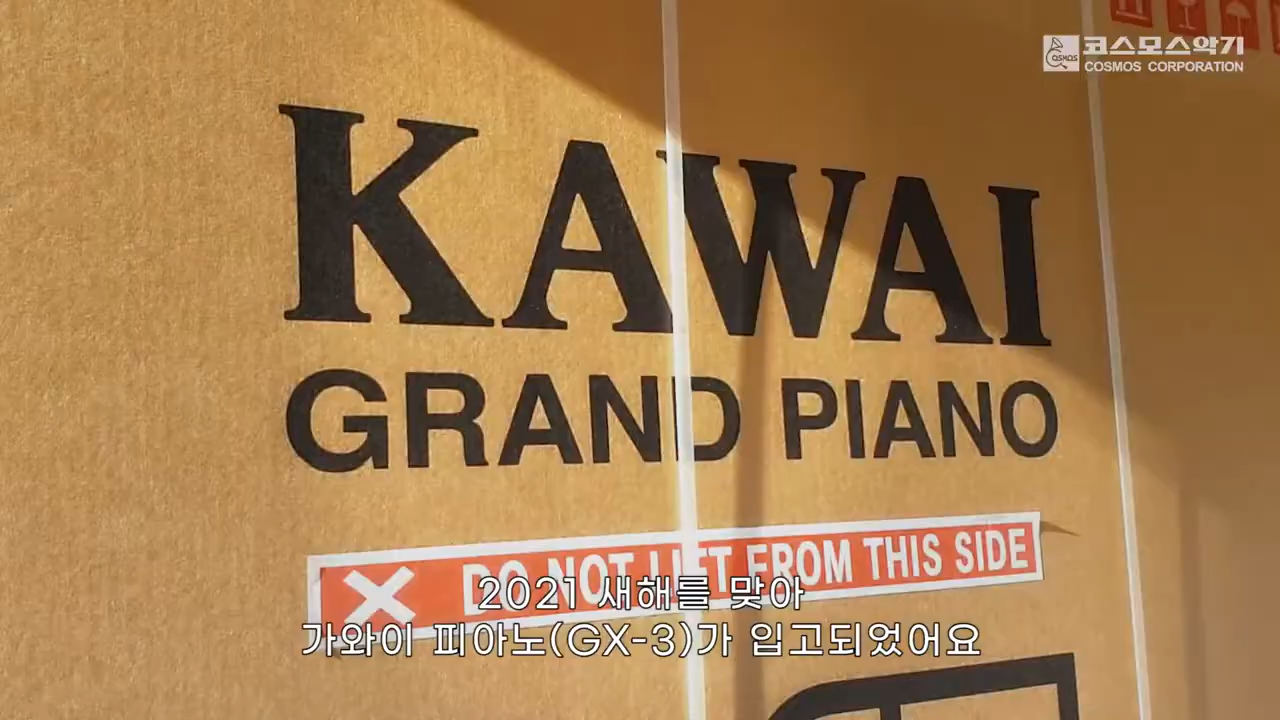 코스모스악기
COSMOS
COSMOS CORPORATION
KAWAI
GRAND PIANO
DO NOT LIFT FROM THIS SIDE
2021 새해를 맞아
가와이 피아노(GX-3)가 입고되었어요